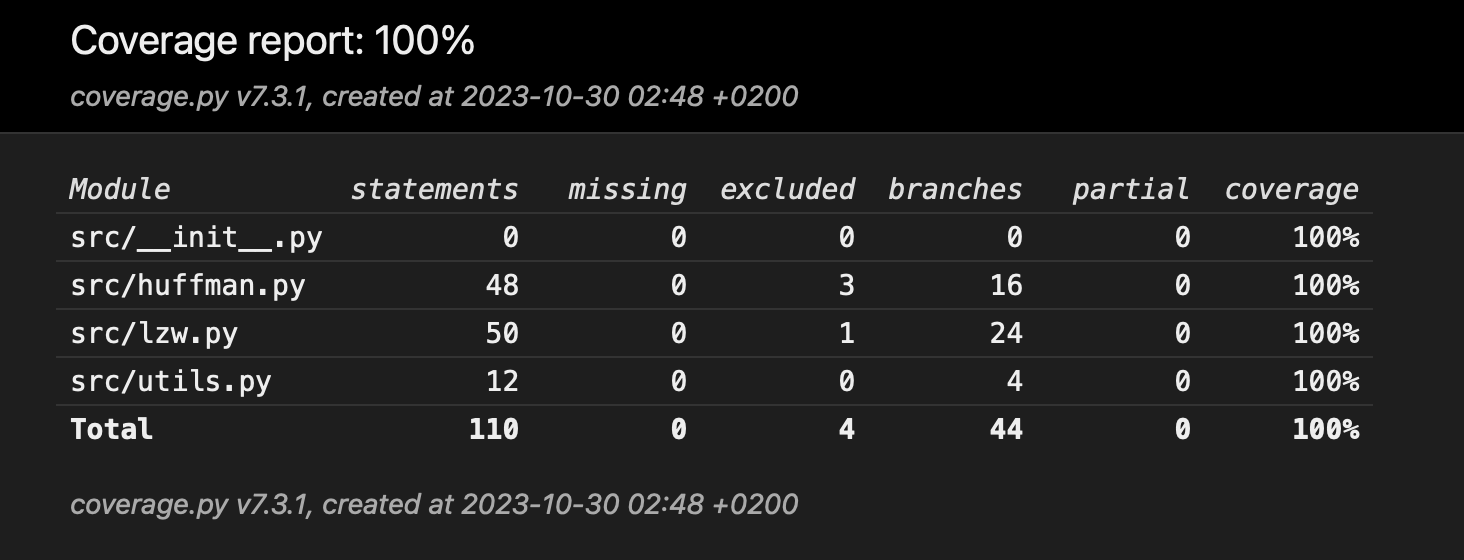 Coverage report: 100%
coverage.py v7.3.1, created at 2023-10-30 02:48 +0200
Module statements missing excluded branches partial coverage
src/__init__.py 0 0 0 0 0 100%
src/huffman.py 48 0 3 16 0 100%
src/lzw.py 50 0 1 24 0 100%
src/utils.py 12 0 0 4 0 100%
Total 110 0 4 44 0 100%
coverage.py v7.3.1, created at 2023-10-30 02:48 +0200